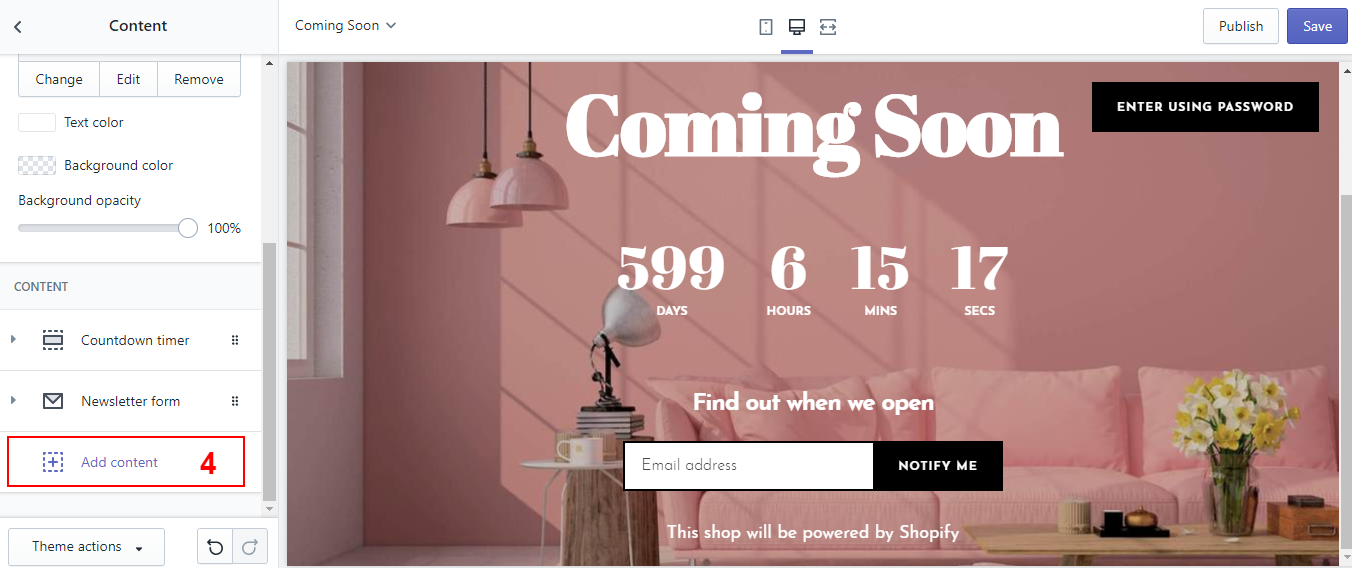 Content
Coming Soon
Publish
Save
Change
Edit
Remove
Text color
Background color
Background opacity
100%
CONTENT
Countdown timer
Newsletter form
Add content
4
Theme actions
Coming Soon
ENTER USING PASSWORD
599 6 15 17
DAYS HOURS MINS SECS
Find out when we open
Email address
NOTIFY ME
This shop will be powered by Shopify